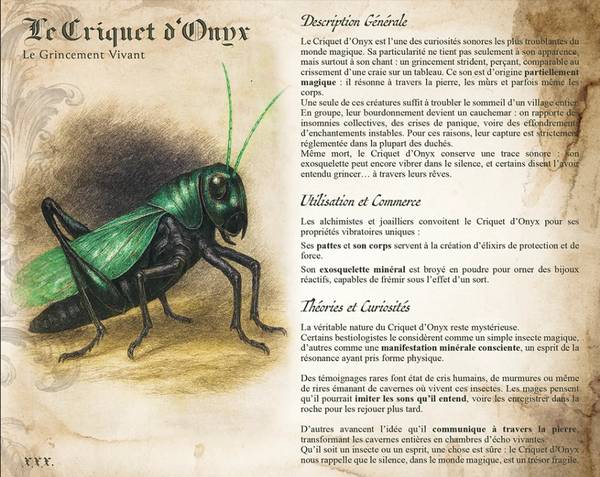 Le Criquet d'Onyx
Le Grincement Vivant
Description Générale
Le Criquet d'Onyx est l'une des curiosités sonores les plus troublantes du
monde magique. Sa particularité ne tient pas seulement à son apparence,
mais surtout à son chant : un grincement strident, perçant, comparable au
crissement d'une craie sur un tableau. Ce son est d'origine partiellement
magique : il résonne à travers la pierre, les murs et parfois même les
corps.
Une seule de ces créatures suffit à troubler le sommeil d'un village entier.
En groupe, leur bourdonnement devient un cauchemar : on rapporte des
insomnies collectives, des crises de panique, voire des effondrements
d'enchantements instables. Pour ces raisons, leur capture est strictement
réglementée dans la plupart des duchés.
Même mort, le Criquet d'Onyx conserve une trace sonore : son
exosquelette peut encore vibrer dans le silence, et certains disent l'avoir
entendu grincer… à travers leurs rêves.
Utilisation et Commerce
Les alchimistes et joailliers convoitent le Criquet d'Onyx pour ses
propriétés vibratoires uniques :
Ses pattes et son corps servent à la création d'élixirs de protection et de
force.
Son exosquelette minéral est broyé en poudre pour orner des bijoux
réactifs, capables de frémir sous l'effet d'un sort.
Théories et Curiosités
La véritable nature du Criquet d'Onyx reste mystérieuse.
Certains bestiologistes le considèrent comme un simple insecte magique,
d'autres comme une manifestation minérale consciente, un esprit de la
résonance ayant pris forme physique.
Des témoignages rares font état de cris humains, de murmures ou même
de rires émanant de cavernes où vivent ces insectes. Les mages pensent
qu'il pourrait imiter les sons qu'il entend, voire les enregistrer dans la
roche pour les rejouer plus tard.
D'autres avancent l'idée qu'il communique à travers la pierre,
transformant les cavernes entières en chambres d'écho vivantes.
Qu'il soit un insecte ou un esprit, une chose est sûre : le Criquet d'Onyx
nous rappelle que le silence, dans le monde magique, est un trésor fragile.
XXX.